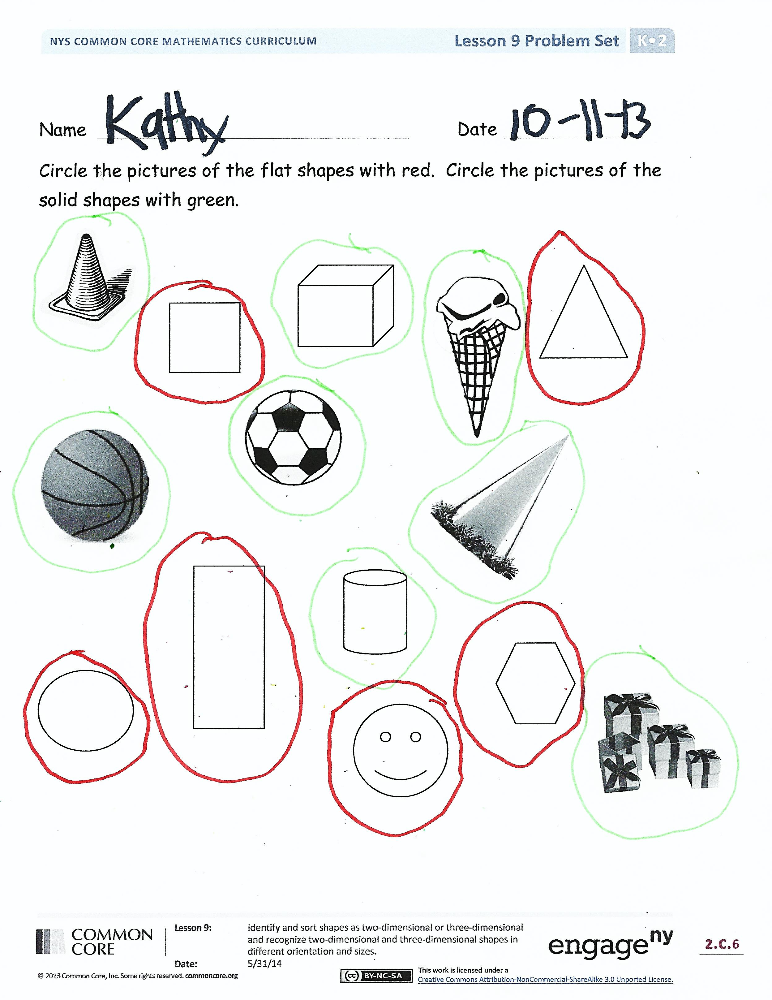 NYS COMMON CORE MATHEMATICS CURRICULUM Lesson 9 Problem Set K•2
Name Kathy Date 10-11-13
Circle the pictures of the flat shapes with red. Circle the pictures of the
solid shapes with green.
COMMON
CORE
Lesson 9: Identify and sort shapes as two-dimensional or three-dimensional
and recognize two-dimensional and three-dimensional shapes in
different orientation and sizes.
Date: 5/31/14
engage ny
2.C.6
© 2013 Common Core, Inc. Some rights reserved. commoncore.org
cc BY-NC-SA
This work is licensed under a
Creative Commons Attribution-NonCommercial-ShareAlike 3.0 Unported License.